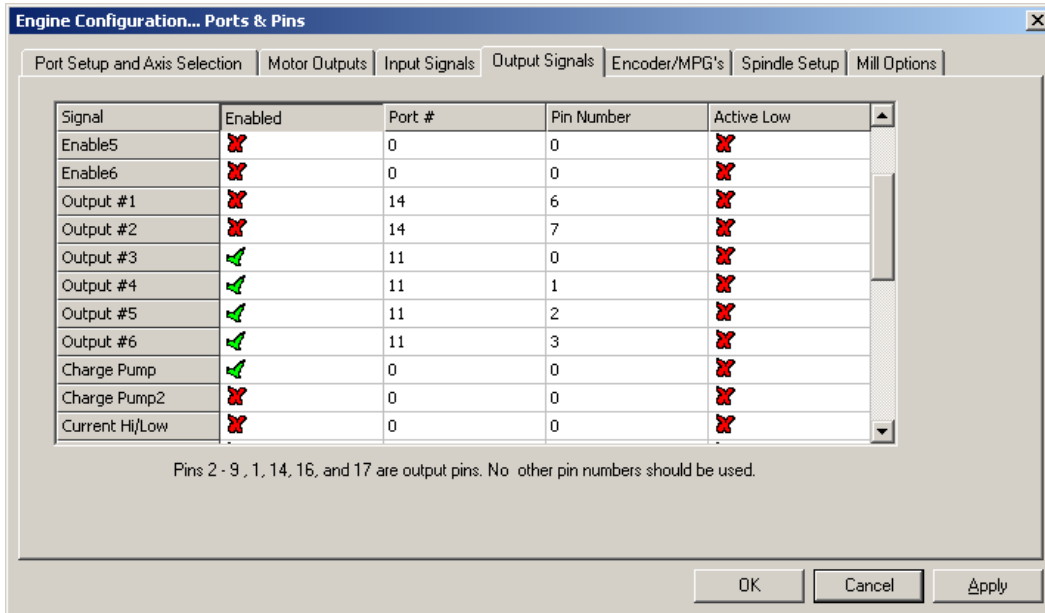 Engine Configuration... Ports & Pins
Port Setup and Axis Selection Motor Outputs Input Signals Output Signals Encoder/MPG's Spindle Setup Mill Options
Signal Enabled Port # Pin Number Active Low
Enable5 0 0
Enable6 0 0
Output #1 14 6
Output #2 14 7
Output #3 11 0
Output #4 11 1
Output #5 11 2
Output #6 11 3
Charge Pump 0 0
Charge Pump2 0 0
Current Hi/Low 0 0
Pins 2 - 9 , 1, 14, 16, and 17 are output pins. No other pin numbers should be used.
OK Cancel Apply